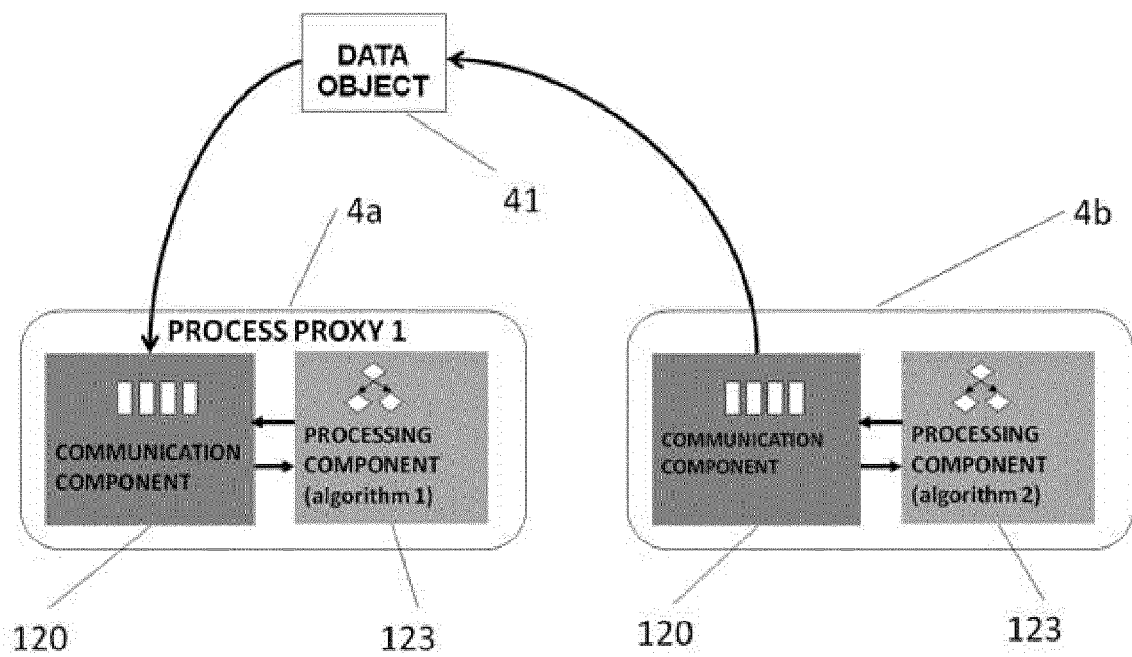 DATA
OBJECT
41
4a
4b
PROCESS PROXY 1
COMMUNICATION
COMPONENT
PROCESSING
COMPONENT
(algorithm 1)
COMMUNICATION
COMPONENT
PROCESSING
COMPONENT
(algorithm 2)
120
123
120
123